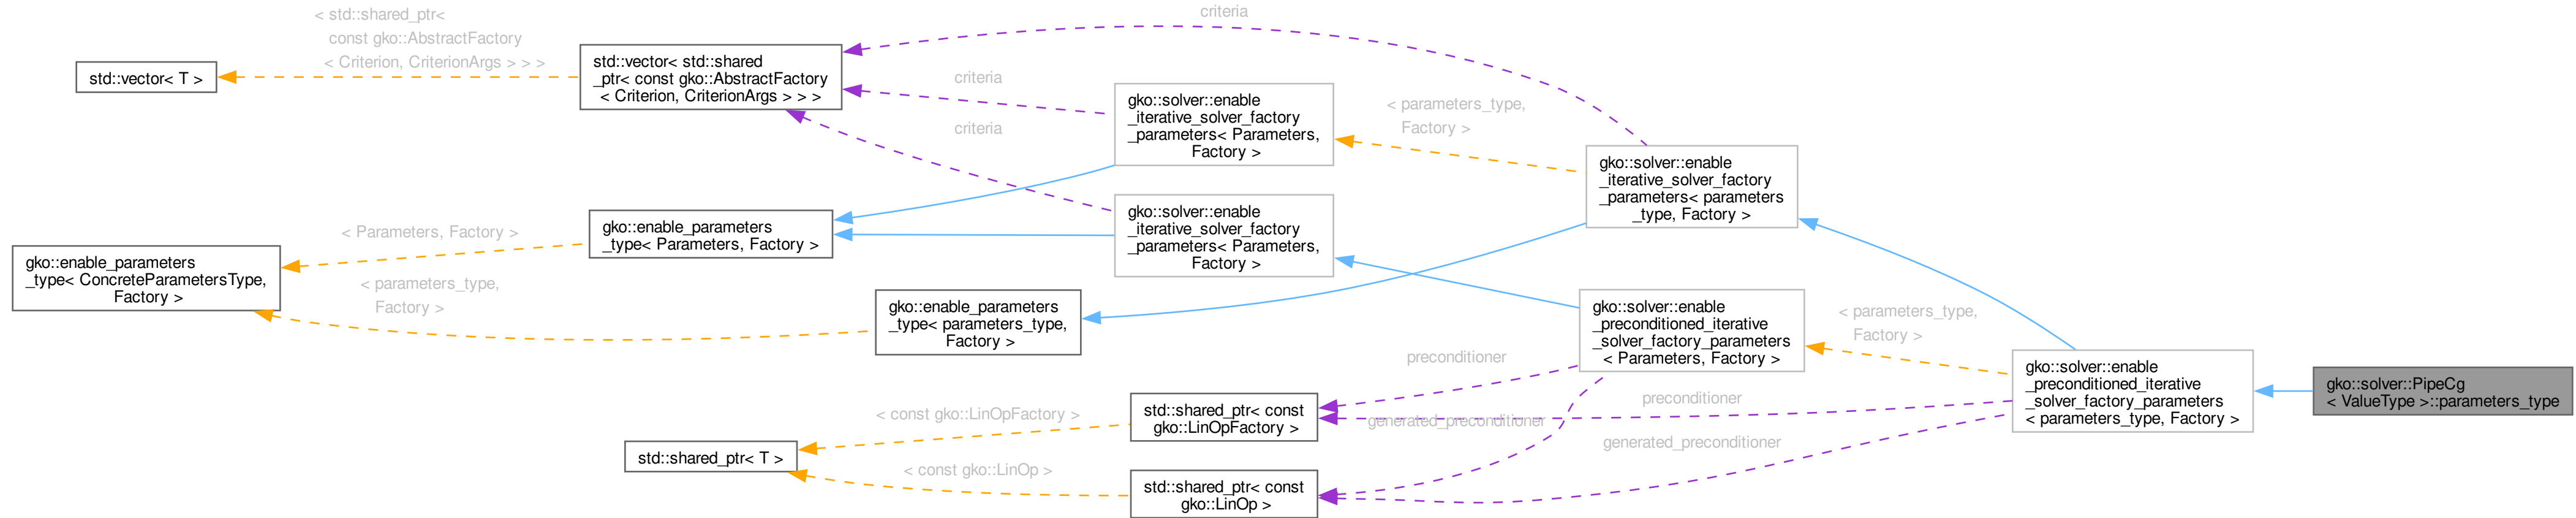 std::vector< T >
< std::shared_ptr<
const gko::AbstractFactory
< Criterion, CriterionArgs > > >
std::vector< std::shared
_ptr< const gko::AbstractFactory
< Criterion, CriterionArgs > > >
criteria
criteria
criteria
gko::solver::enable
_iterative_solver_factory
_parameters< Parameters,
Factory >
< parameters_type,
Factory >
gko::solver::enable
_iterative_solver_factory
_parameters< parameters
_type, Factory >
gko::enable_parameters
_type< ConcreteParametersType,
Factory >
< Parameters, Factory >
< parameters_type,
Factory >
gko::enable_parameters
_type< Parameters, Factory >
gko::solver::enable
_iterative_solver_factory
_parameters< Parameters,
Factory >
gko::enable_parameters
_type< parameters_type,
Factory >
gko::solver::enable
_preconditioned_iterative
_solver_factory_parameters
< Parameters, Factory >
< parameters_type,
Factory >
gko::solver::enable
_preconditioned_iterative
_solver_factory_parameters
< parameters_type, Factory >
gko::solver::PipeCg
< ValueType >::parameters_type
preconditioner
preconditioner
generated_preconditioner
generated_preconditioner
std::shared_ptr< T >
< const gko::LinOpFactory >
< const gko::LinOp >
std::shared_ptr< const
gko::LinOpFactory >
std::shared_ptr< const
gko::LinOp >